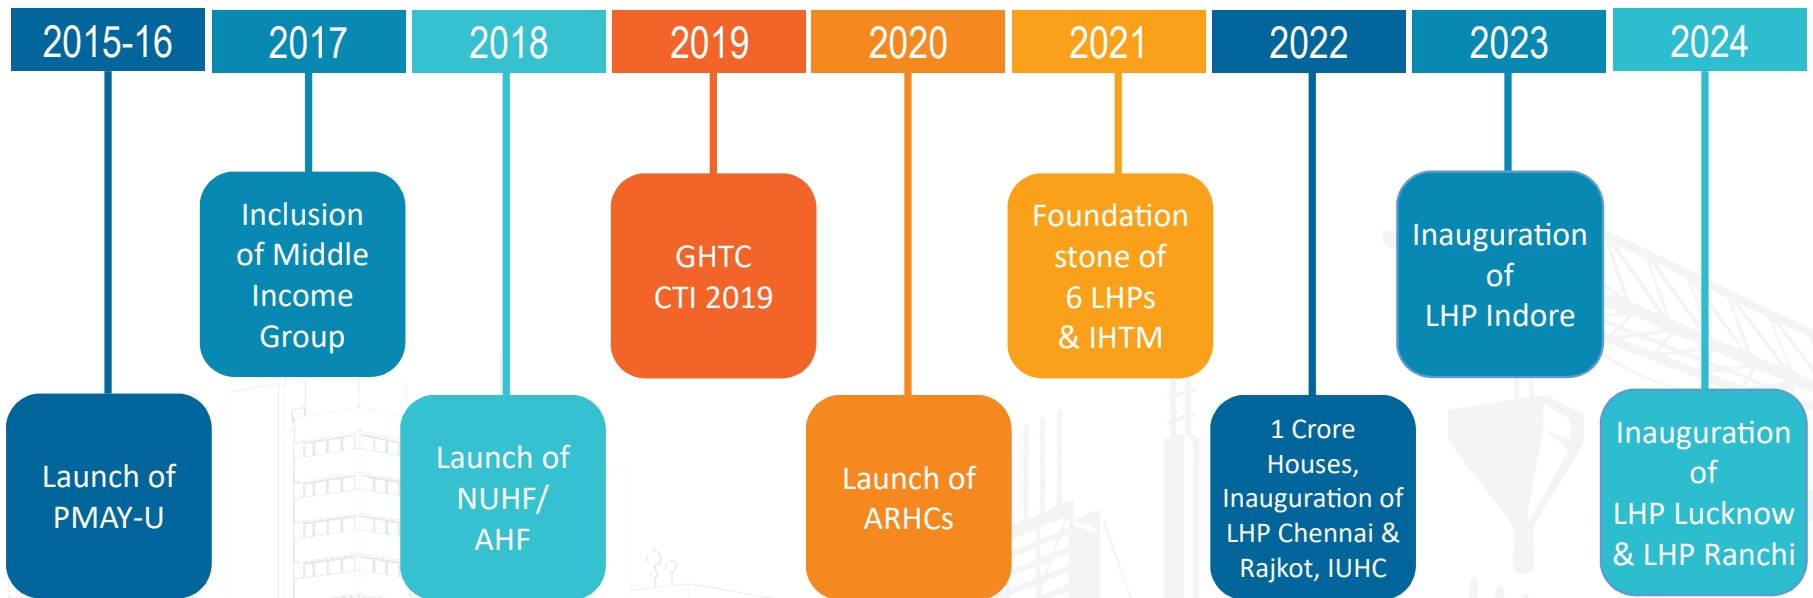 2015-16
2017
2018
2019
2020
2021
2022
2023
2024
Launch of
PMAY-U
Inclusion
of Middle
Income
Group
Launch of
NUHF/
AHF
GHTC
CTI 2019
Launch of
ARHCs
Foundation
stone of
6 LHPs
& IHTM
1 Crore
Houses,
Inauguration of
LHP Chennai &
Rajkot, IUHC
Inauguration
of
LHP Indore
Inauguration
of
LHP Lucknow
& LHP Ranchi